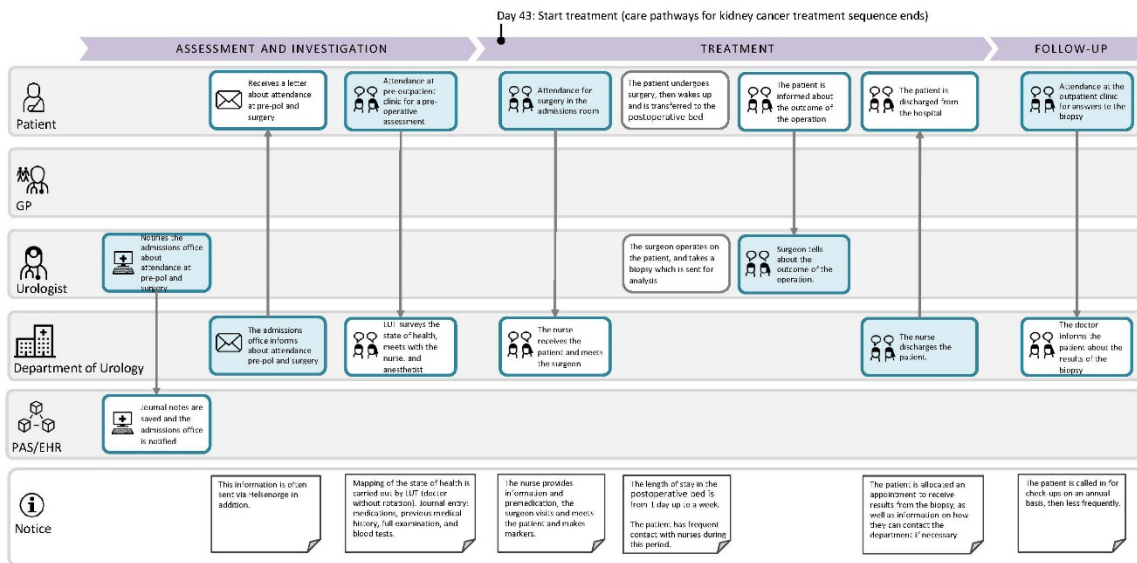 Day 43: Start treatment (care pathways for kidney cancer treatment sequence ends)
ASSESSMENT AND INVESTIGATION
TREATMENT
FOLLOW-UP
Patient
Receives a letter
about attendance
at pre-pol and
surgery
Attendance at
pre-outpatient
clinic for a pre-
operative
assessment
Attendance for
surgery in the
admissions room
The patient undergoes
surgery, then wakes up
and is transferred to the
postoperative bed
The patient is
informed about
the outcome of
the operation
The patient is
discharged from
the hospital
Attendance at the
outpatient clinic for
answers to the
biopsy
GP
Urologist
Notifies the
admissions office
about
attendance at
pre-pol and
surgery
The surgeon operates on
the patient, and takes a
biopsy which is sent for
analysis
Surgeon tells
about the
outcome of the
operation.
Department of Urology
The admissions
office informs
about attendance
pre-pol and surgery
LUT surveys the
state of health,
meets with the
nurse, and
anesthetist
The nurse
receives the
patient and meets
the surgeon
The nurse
discharges the
patient.
The doctor
informs the
patient about the
results of the
biopsy
PAS/EHR
Journal notes are
saved and the
admissions office
is notified
Notice
This information is often
sent via Helsenorge in
addition.
Mapping of the state of health is
carried out by LUT (doctor
without rotation). Journal entry:
medications, previous medical
history, full examination, and
blood tests.
The nurse provides
information and
premedication, the
surgeon visits and meets
the patient and makes
markers.
The length of stay in the
postoperative bed is
from 1 day up to a week.
The patient has frequent
contact with nurses during
this period.
The patient is allocated an
appointment to receive
results from the biopsy, as
well as information on how
they can contact the
department if necessary
The patient is called in for
check-ups on an annual
basis, then less frequently.